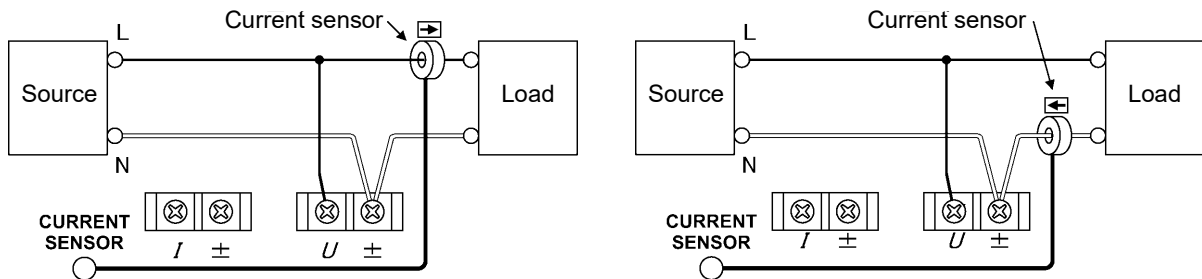 Current sensor
L
Source
Load
N
CURRENT
SENSOR
I ± U ±
Current sensor
L
Source
Load
N
CURRENT
SENSOR
I ± U ±